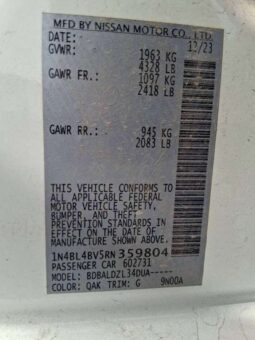 MFD BY NISSAN MOTOR CO., LTD.
DATE: 12/23
GVWR: 1963 KG
4328 LB
GAWR FR: 1097 KG
2418 LB
GAWR RR: 945 KG
2083 LB
THIS VEHICLE CONFORMS TO
ALL APPLICABLE FEDERAL
MOTOR VEHICLE SAFETY,
BUMPER, AND THEFT
PREVENTION STANDARDS
IN EFFECT ON THE DATE OF
MANUFACTURE SHOWN ABOVE.
1N4BL4BV5RN359804
PASSENGER CAR 602731
MODEL: BDBALDZL34DUA-----
COLOR: QAK TRIM: G 9N00A